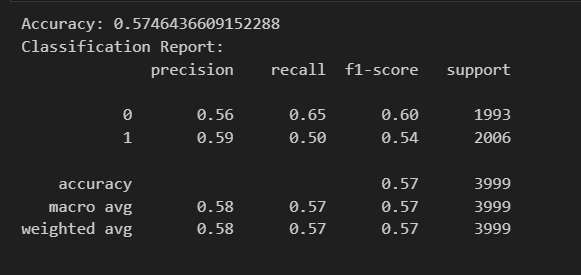 Accuracy: 0.5746436609152288
Classification Report:
precision recall f1-score support
0 0.56 0.65 0.60 1993
1 0.59 0.50 0.54 2006
accuracy 0.57 3999
macro avg 0.58 0.57 0.57 3999
weighted avg 0.58 0.57 0.57 3999